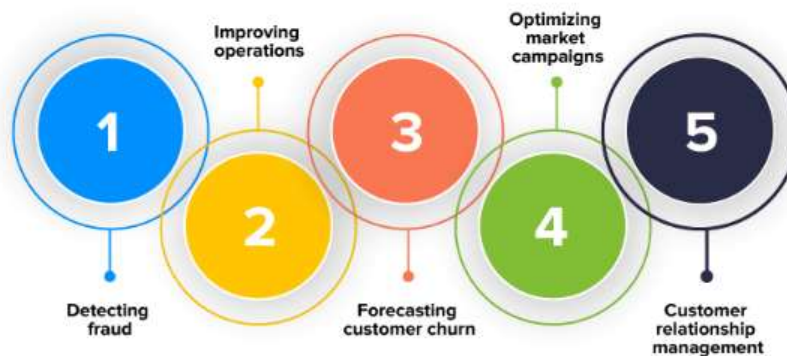 1
Detecting
fraud
Improving
operations
2
3
Forecasting
customer churn
Optimizing
market
campaigns
4
5
Customer
relationship
management